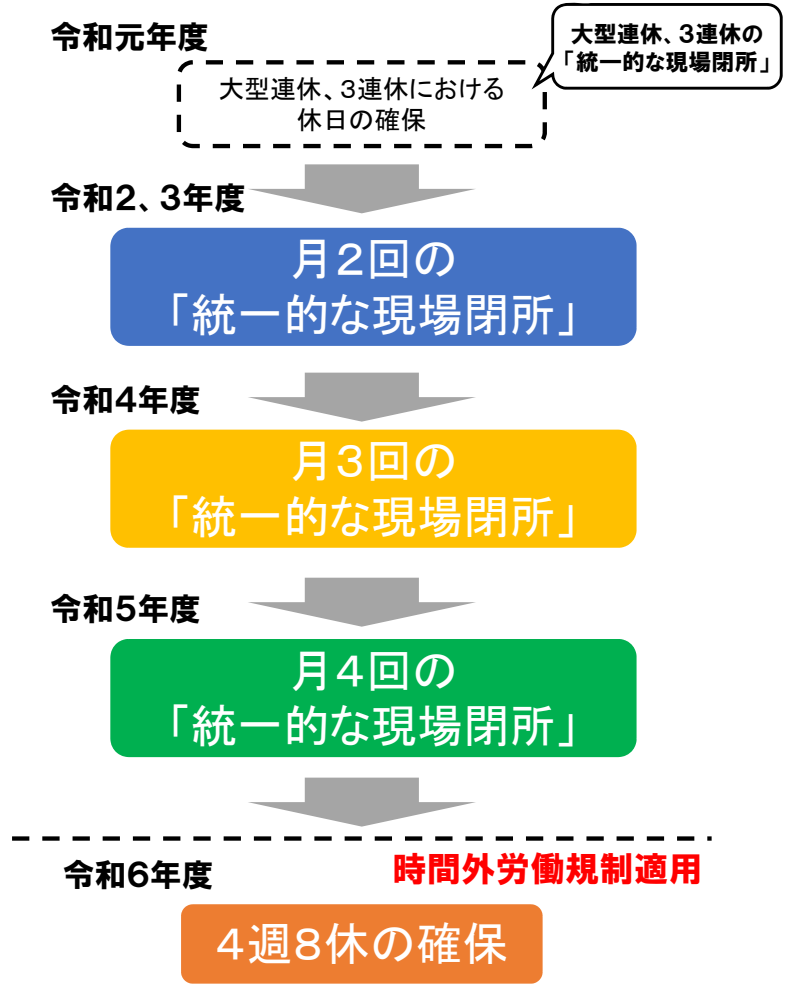 令和元年度
大型連休、3連休の
「統一的な現場閉所」
大型連休、3連休における
休日の確保
令和2、3年度
月2回の
「統一的な現場閉所」
令和4年度
月3回の
「統一的な現場閉所」
令和5年度
月4回の
「統一的な現場閉所」
令和6年度
時間外労働規制適用
4週8休の確保